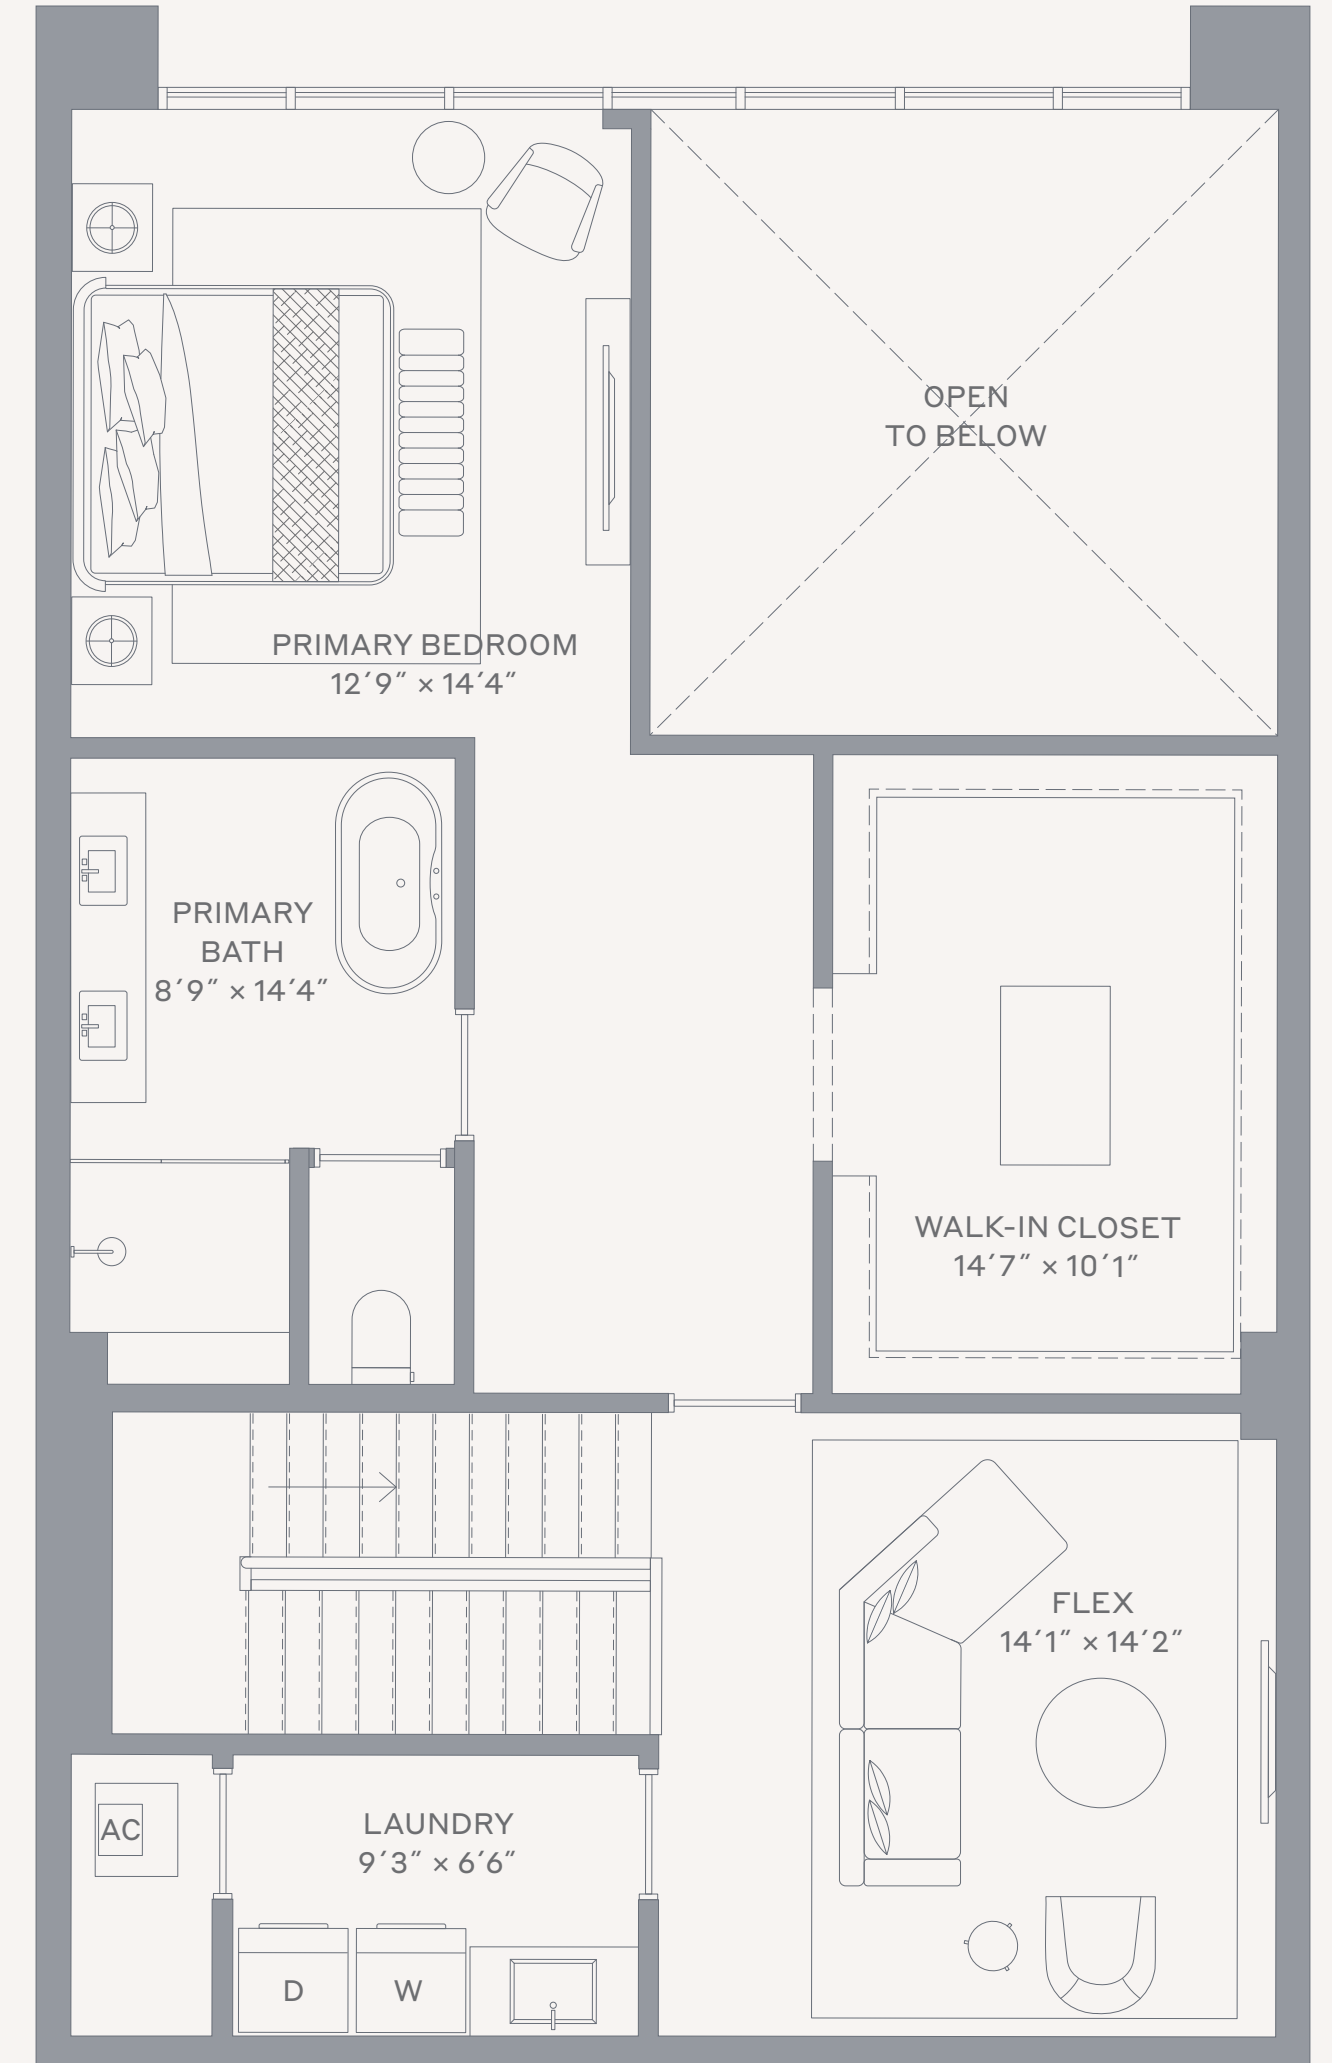 OPEN
TO BELOW
PRIMARY BEDROOM
12´9˝ × 14´4˝
PRIMARY
BATH
8´9˝ × 14´4˝
WALK-IN CLOSET
14´7˝ × 10´1˝
FLEX
14´1˝ × 14´2˝
LAUNDRY
9´3˝ × 6´6˝
AC
D
W